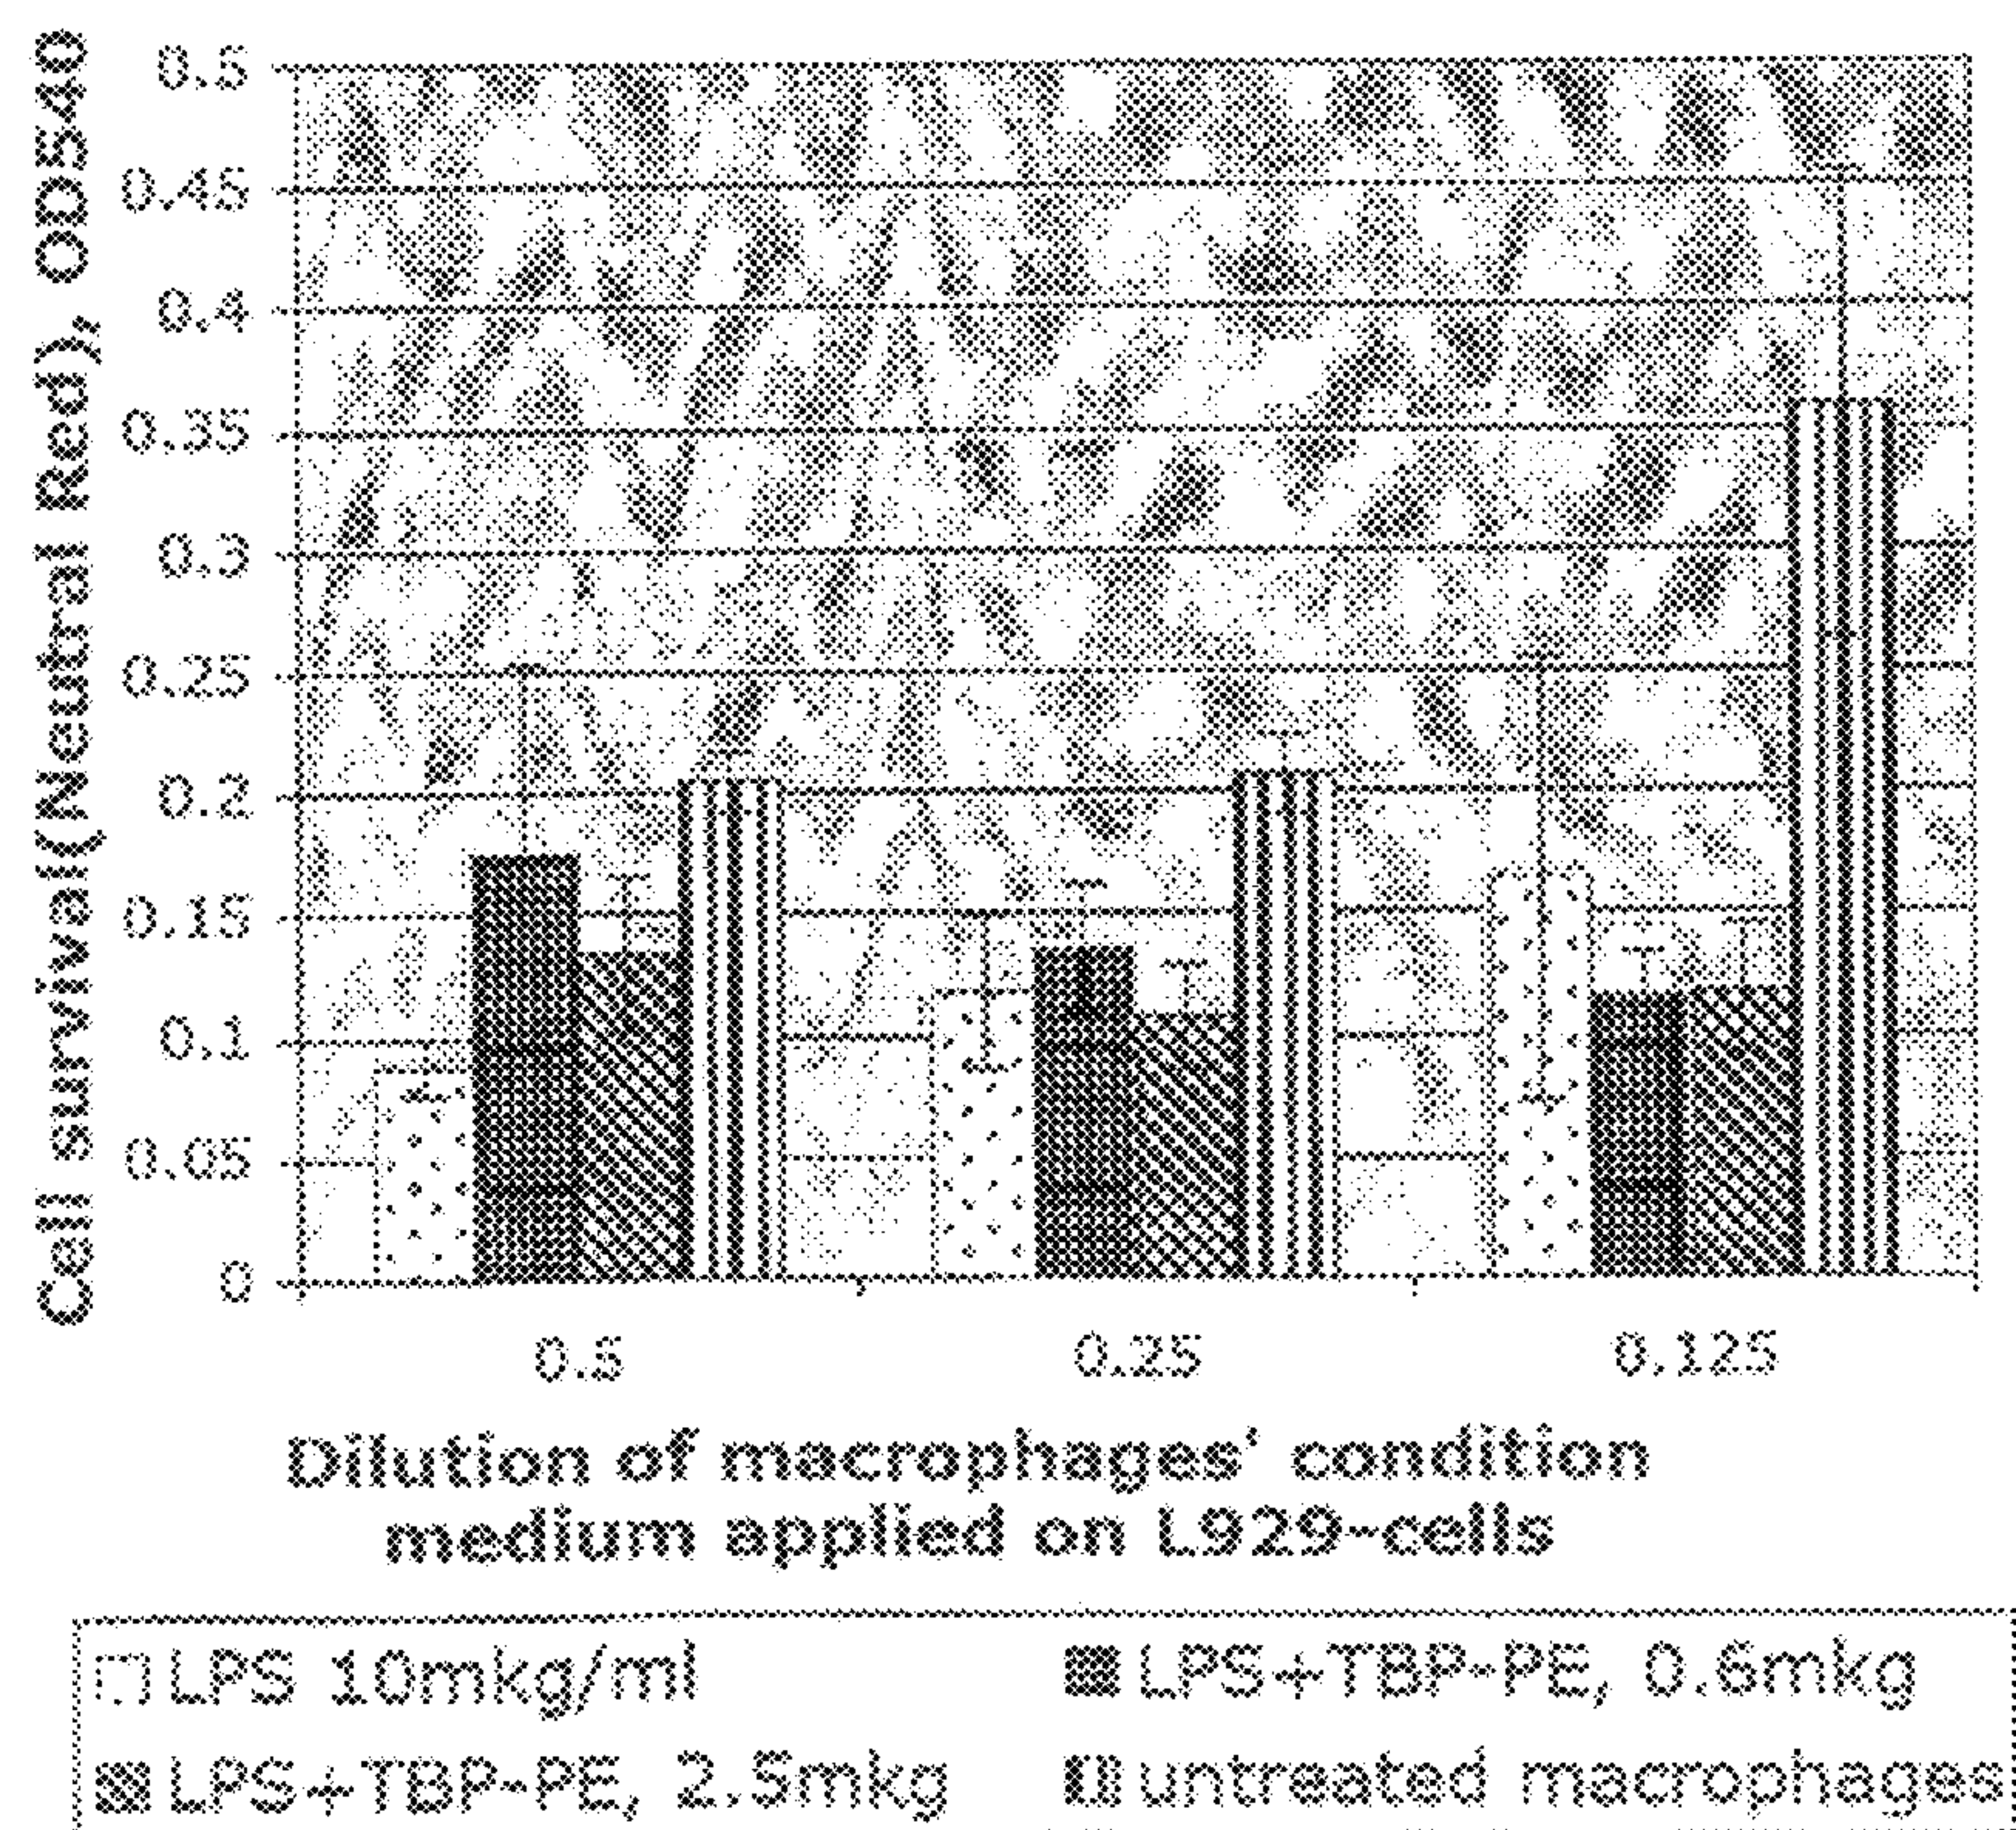 Cell survival(Neutral Red), OD540
0.5
0.45
0.4
0.35
0.3
0.25
0.2
0.15
0.1
0.05
0
0.5 0.25 0.125
Dilution of macrophages' condition
medium applied on L929-cells
LPS 10mkg/ml LPS+TBP-PE, 0.6mkg
LPS+TBP-PE, 2.5mkg untreated macrophages